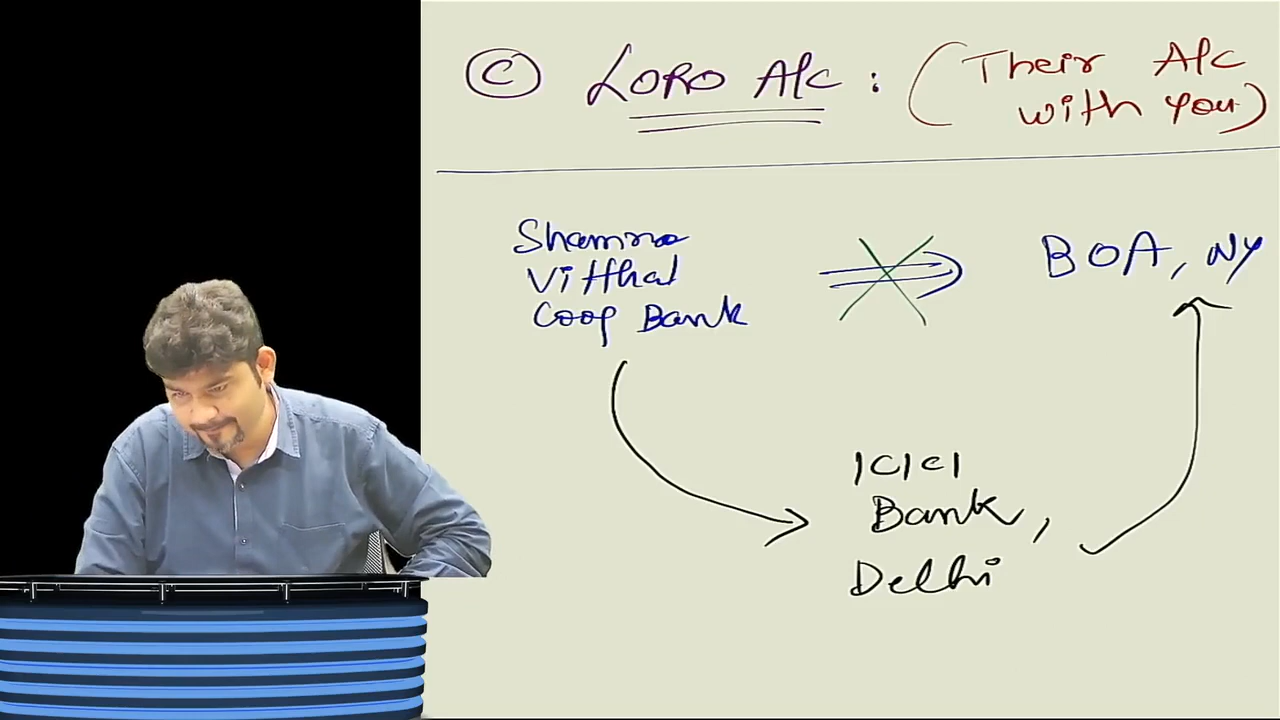 © LORO A/c : (Their A/c
with you)
Shamrao
Vitthal
Coop Bank
BOA, NY
ICICI
Bank,
Delhi